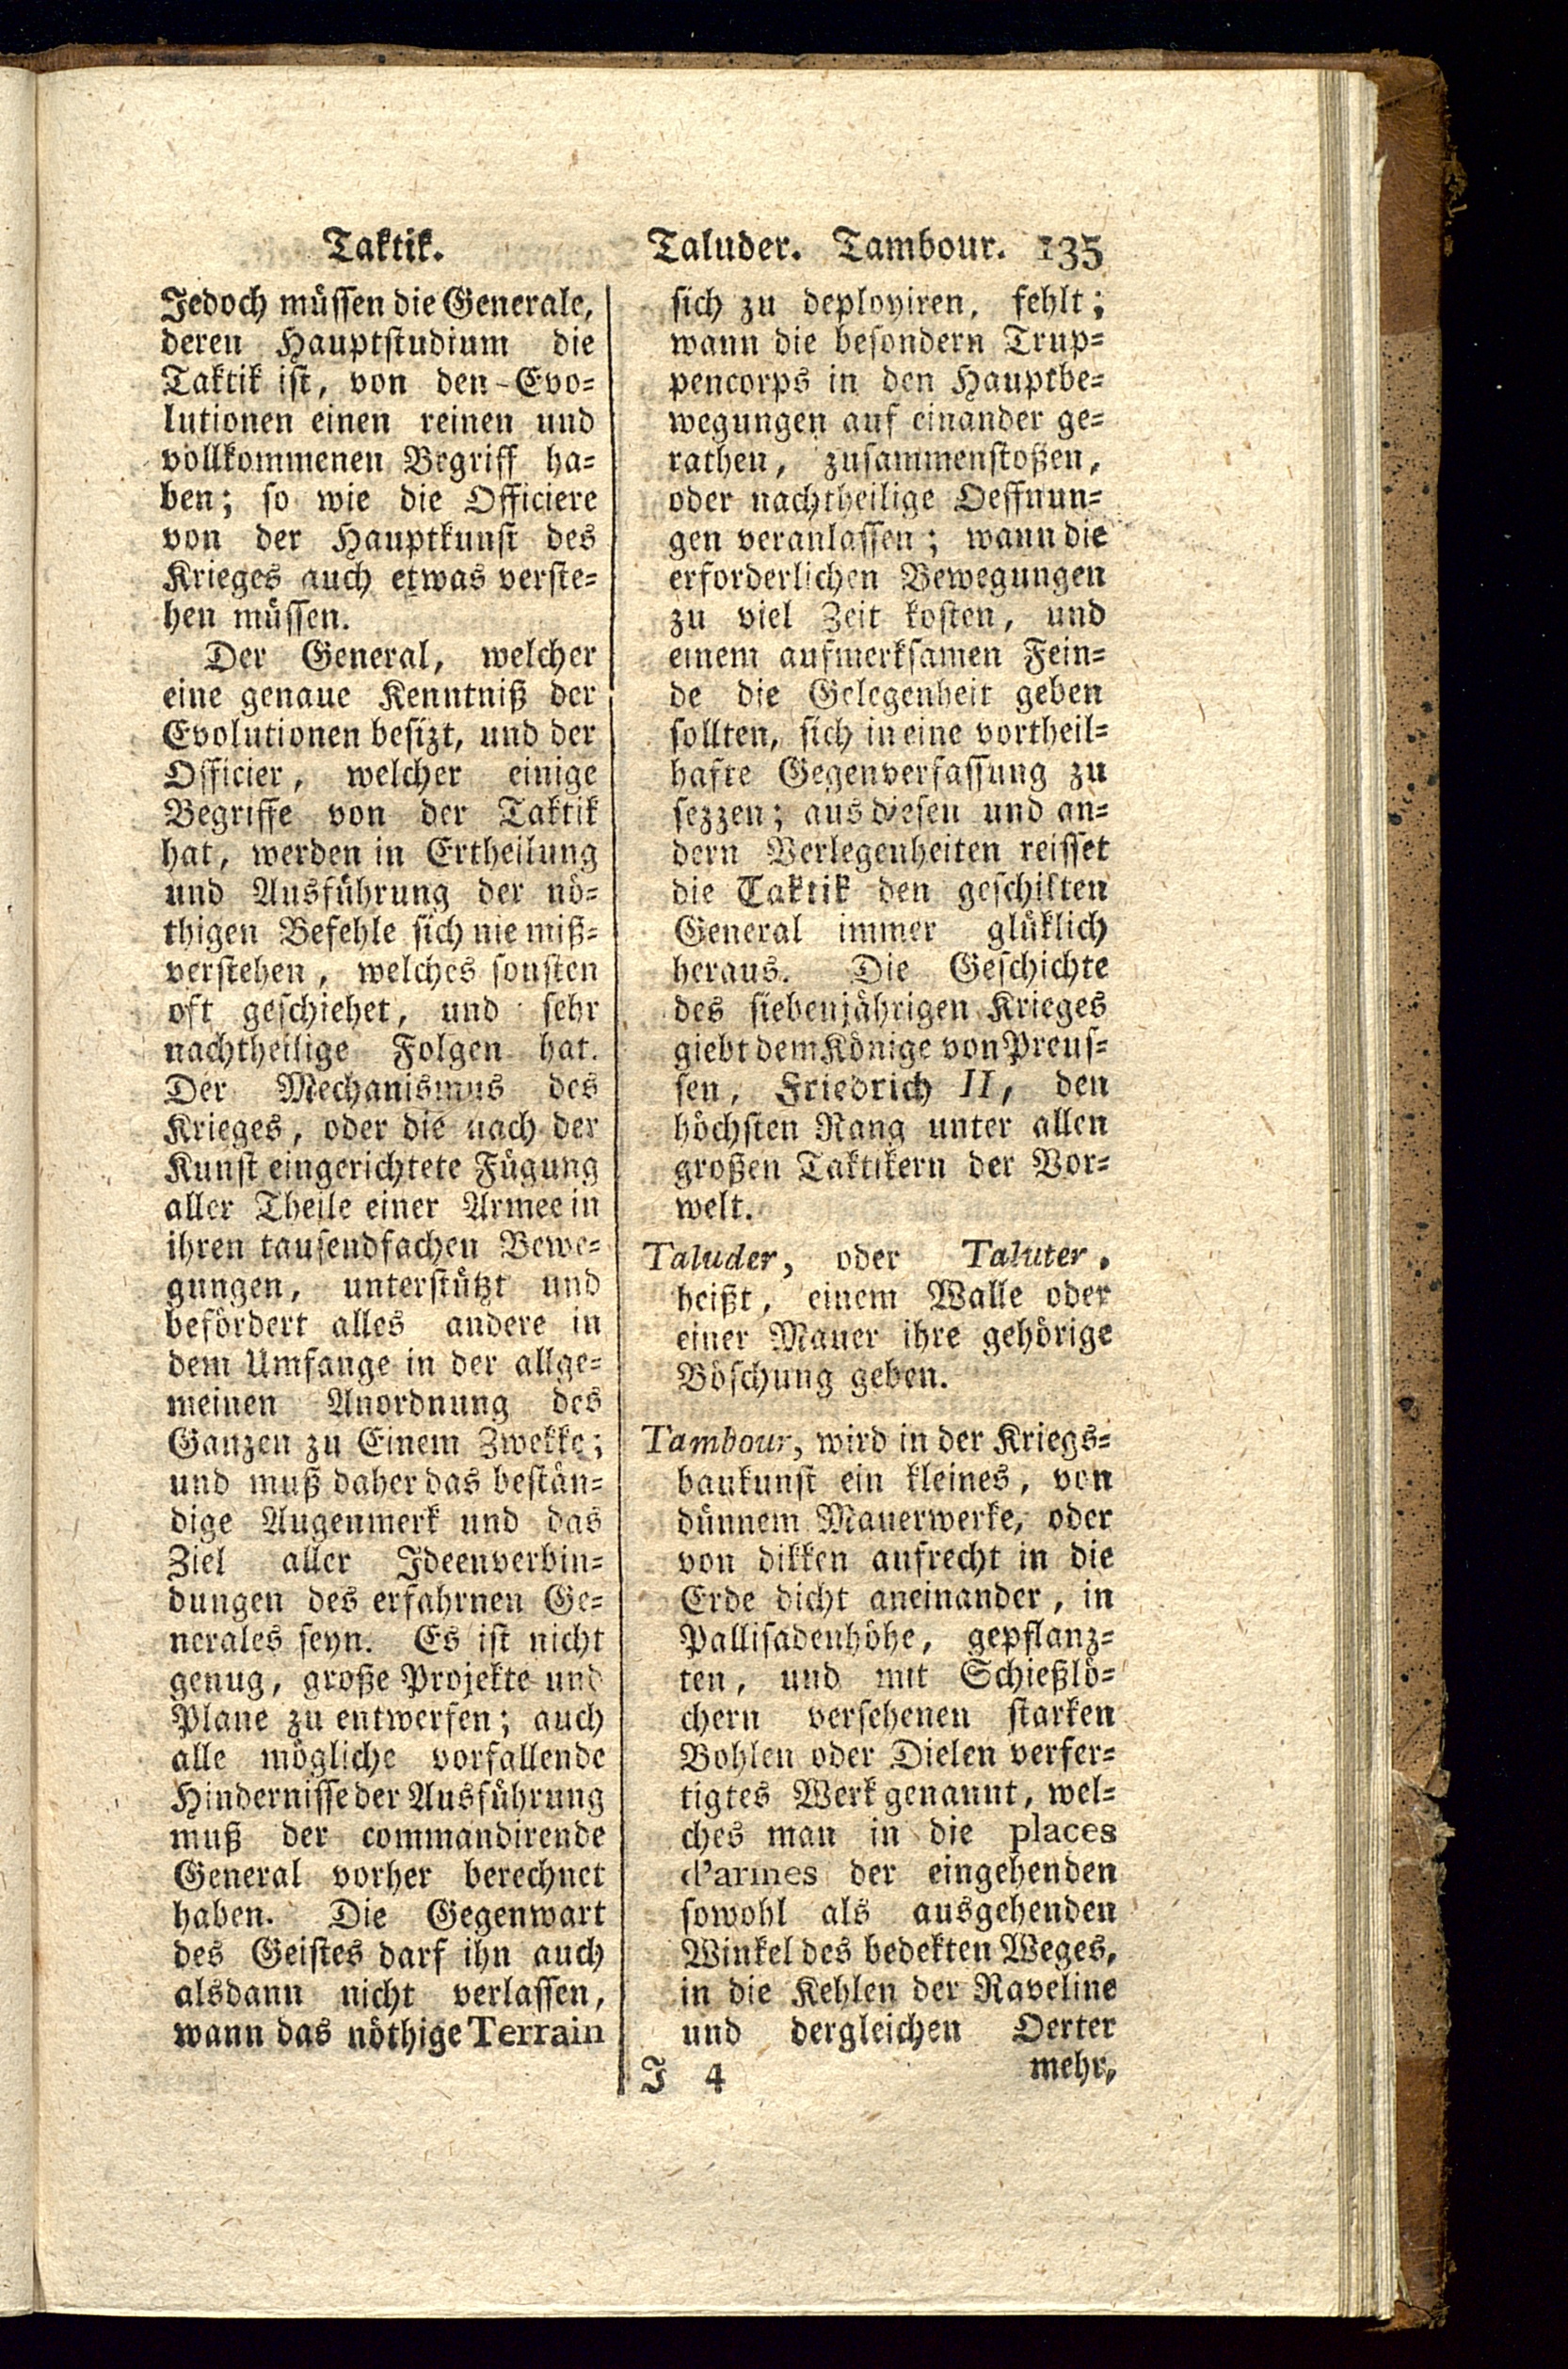 Taktik.
Jedoch müssen die Generale,
deren Hauptstudium die
Taktik ist, von den Evo-
lutionen einen reinen und
vollkommenen Begriff ha-
ben; so wie die Officiere
von der Hauptkunst des
Krieges auch etwas verste-
hen müssen.
Der General, welcher
eine genaue Kenntniß der
Evolutionen besizt, und der
Officier, welcher einige
Begriffe von der Taktik
hat, werden in Ertheilung
und Ausführung der nö-
thigen Befehle sich nie miß-
verstehen, welches sonsten
oft geschiehet, und sehr
nachtheilige Folgen hat.
Der Mechanismus des
Krieges, oder die nach der
Kunst eingerichtete Fügung
aller Theile einer Armee in
ihren tausendfachen Bewe-
gungen, unterstützt und
befördert alles andere in
dem Umfange in der allge-
meinen Anordnung des
Ganzen zu Einem Zwekke;
und muß daher das bestän-
dige Augenmerk und das
Ziel aller Ideenverbin-
dungen des erfahrnen Ge-
nerales seyn. Es ist nicht
genug, große Projekte und
Plane zu entwerfen; auch
alle mögliche vorfallende
Hindernisse der Ausführung
muß der commandirende
General vorher berechnet
haben. Die Gegenwart
des Geistes darf ihn auch
alsdann nicht verlassen,
wann das nöthige Terrain
Taluder. Tambour. 135
sich zu deployiren, fehlt;
wann die besondern Trup-
pencorps in den Hauptbe-
wegungen auf einander ge-
rathen, zusammenstoßen,
oder nachtheilige Oeffnun-
gen veranlassen; wann die
erforderlichen Bewegungen
zu viel Zeit kosten, und
einem aufmerksamen Fein-
de die Gelegenheit geben
sollten, sich in eine vortheil-
hafte Gegenverfassung zu
sezzen; aus diesen und an-
dern Verlegenheiten reisset
die Taktik den geschikten
General immer glüklich
heraus. Die Geschichte
des siebenjährigen Krieges
giebt dem Könige von Preus-
sen, Friedrich II, den
höchsten Rang unter allen
großen Taktikern der Vor-
welt.
Taluder, oder Taluter,
heißt, einem Walle oder
einer Mauer ihre gehörige
Böschung geben.
Tambour, wird in der Kriegs-
baukunst ein kleines, von
dünnem Mauerwerke, oder
von dikken aufrecht in die
Erde dicht aneinander, in
Pallisadenhöhe, gepflanz-
ten, und mit Schießlö-
chern versehenen starken
Bohlen oder Dielen verfer-
tigtes Werk genannt, wel-
ches man in die places
d'armes der eingehenden
sowohl als ausgehenden
Winkel des bedekten Weges,
in die Kehlen der Raveline
und dergleichen Oerter
J 4 mehr,